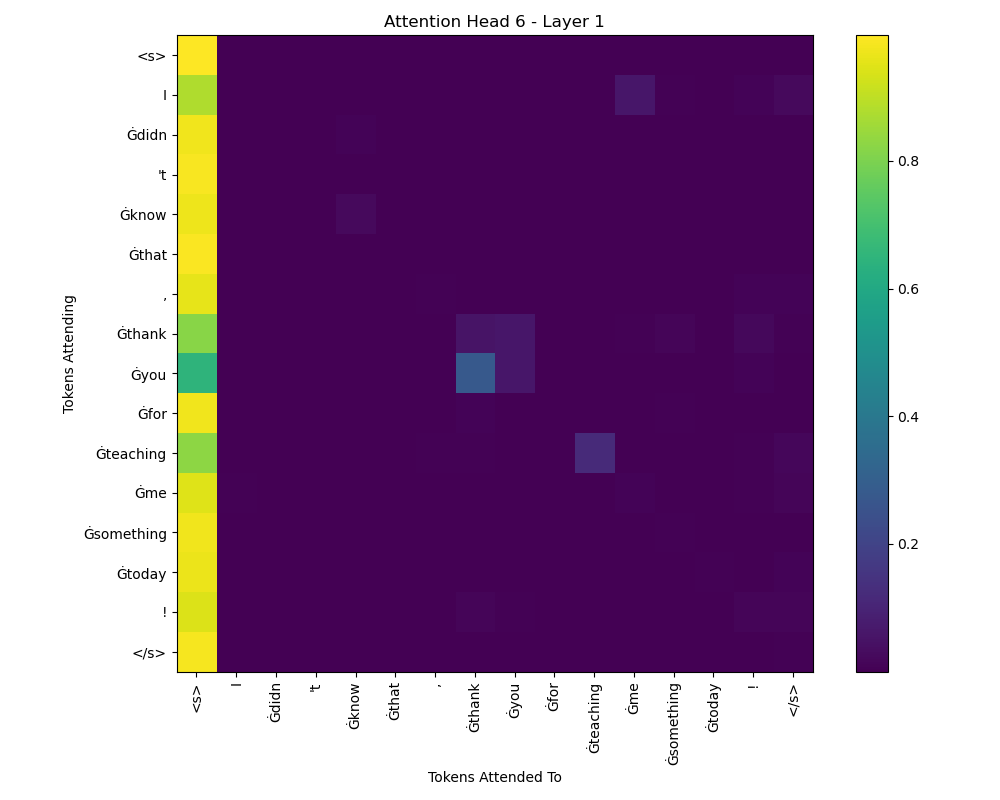 Attention Head 6 - Layer 1
<s>
I
Ġdidn
't
Ġknow
Ġthat
,
Ġthank
Ġyou
Ġfor
Ġteaching
Ġme
Ġsomething
Ġtoday
!
</s>
Tokens Attending
<s>
I
Ġdidn
't
Ġknow
Ġthat
,
Ġthank
Ġyou
Ġfor
Ġteaching
Ġme
Ġsomething
Ġtoday
!
</s>
Tokens Attended To
0.8
0.6
0.4
0.2